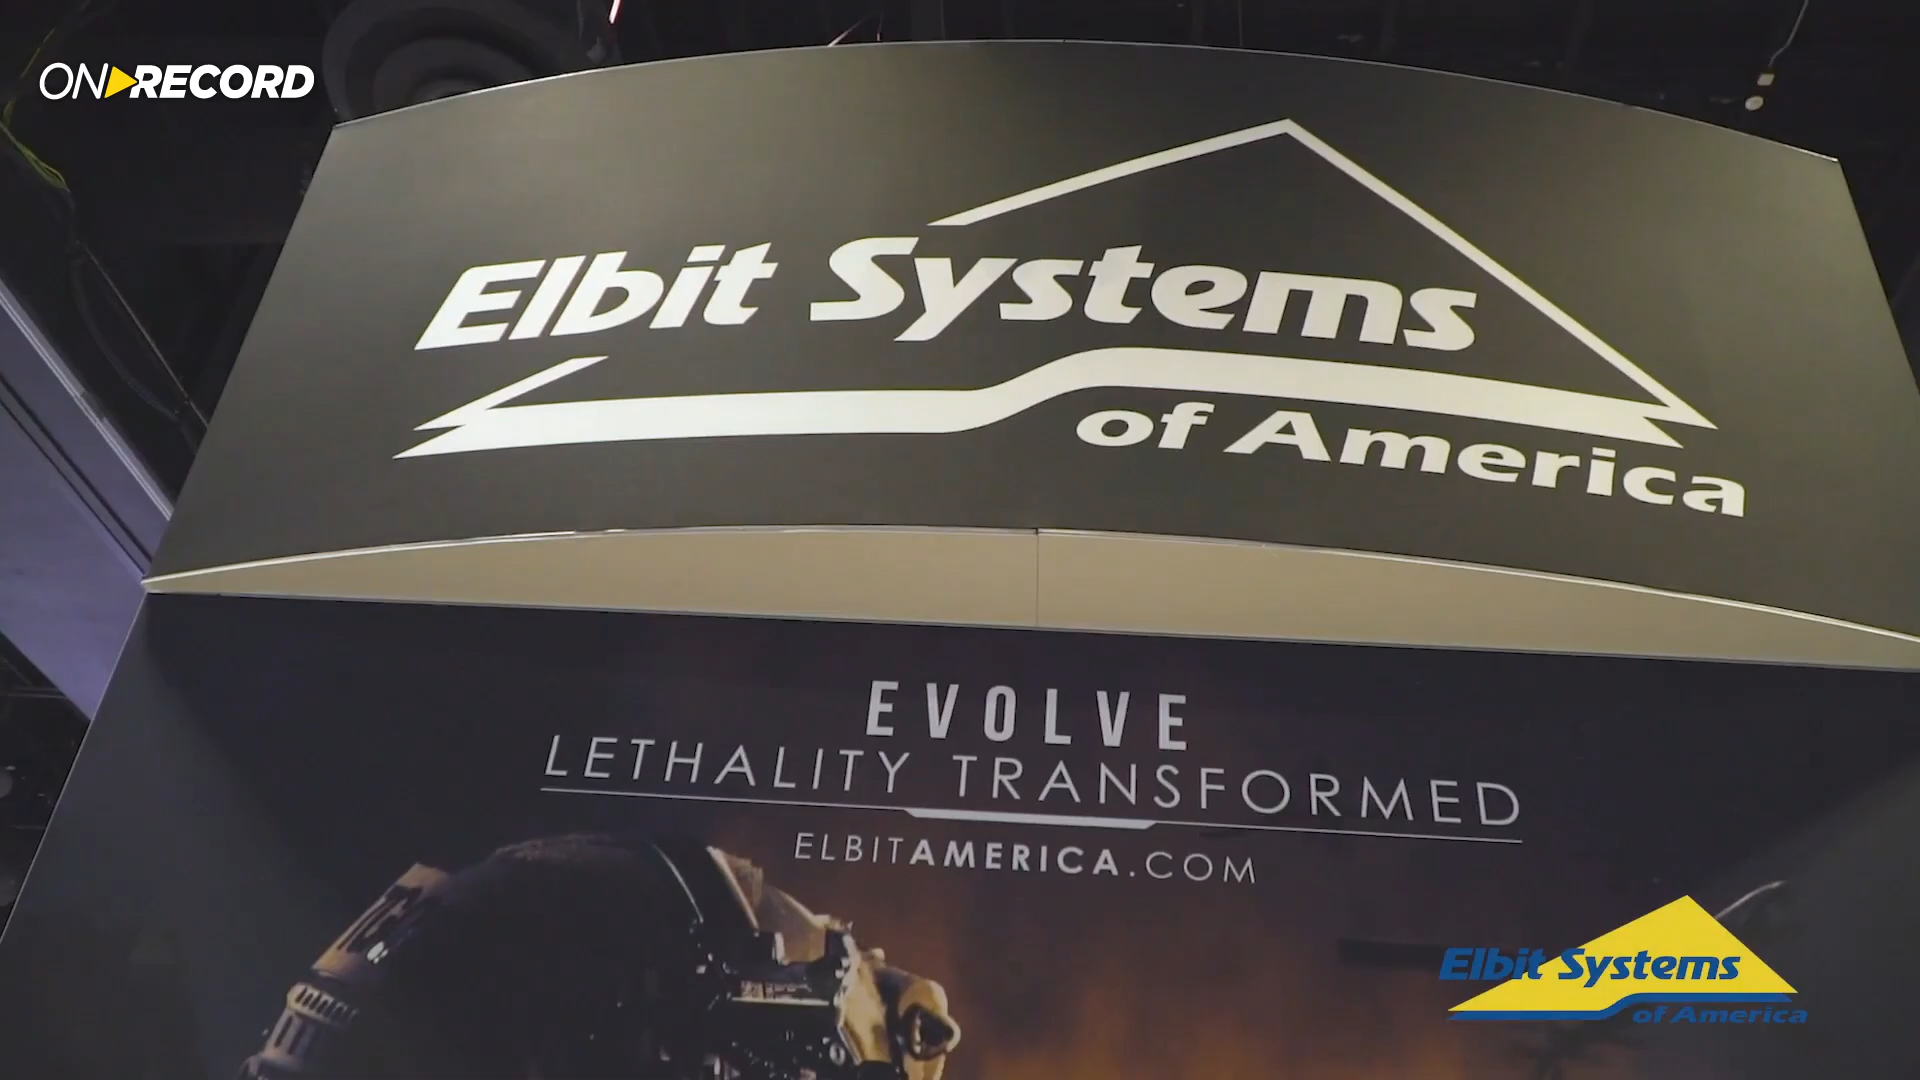 ON RECORD
Elbit Systems
of America
EVOLVE
LETHALITY TRANSFORMED
ELBITAMERICA.COM
Elbit Systems
of America